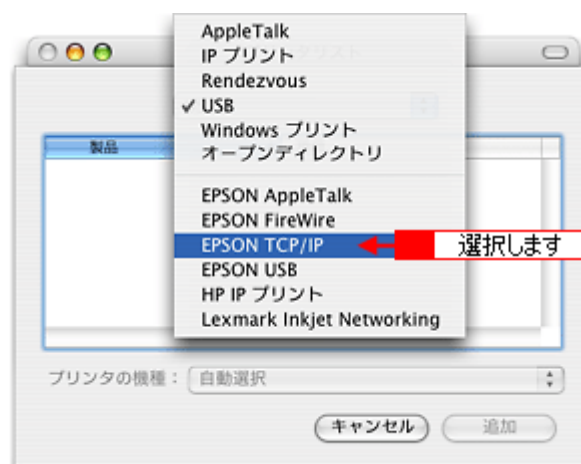 AppleTalk
IP プリント
Rendezvous
✓ USB
Windows プリント
オープンディレクトリ
EPSON AppleTalk
EPSON FireWire
EPSON TCP/IP
選択します
EPSON USB
HP IP プリント
Lexmark Inkjet Networking
製品
プリンタの機種：
自動選択
キャンセル
追加